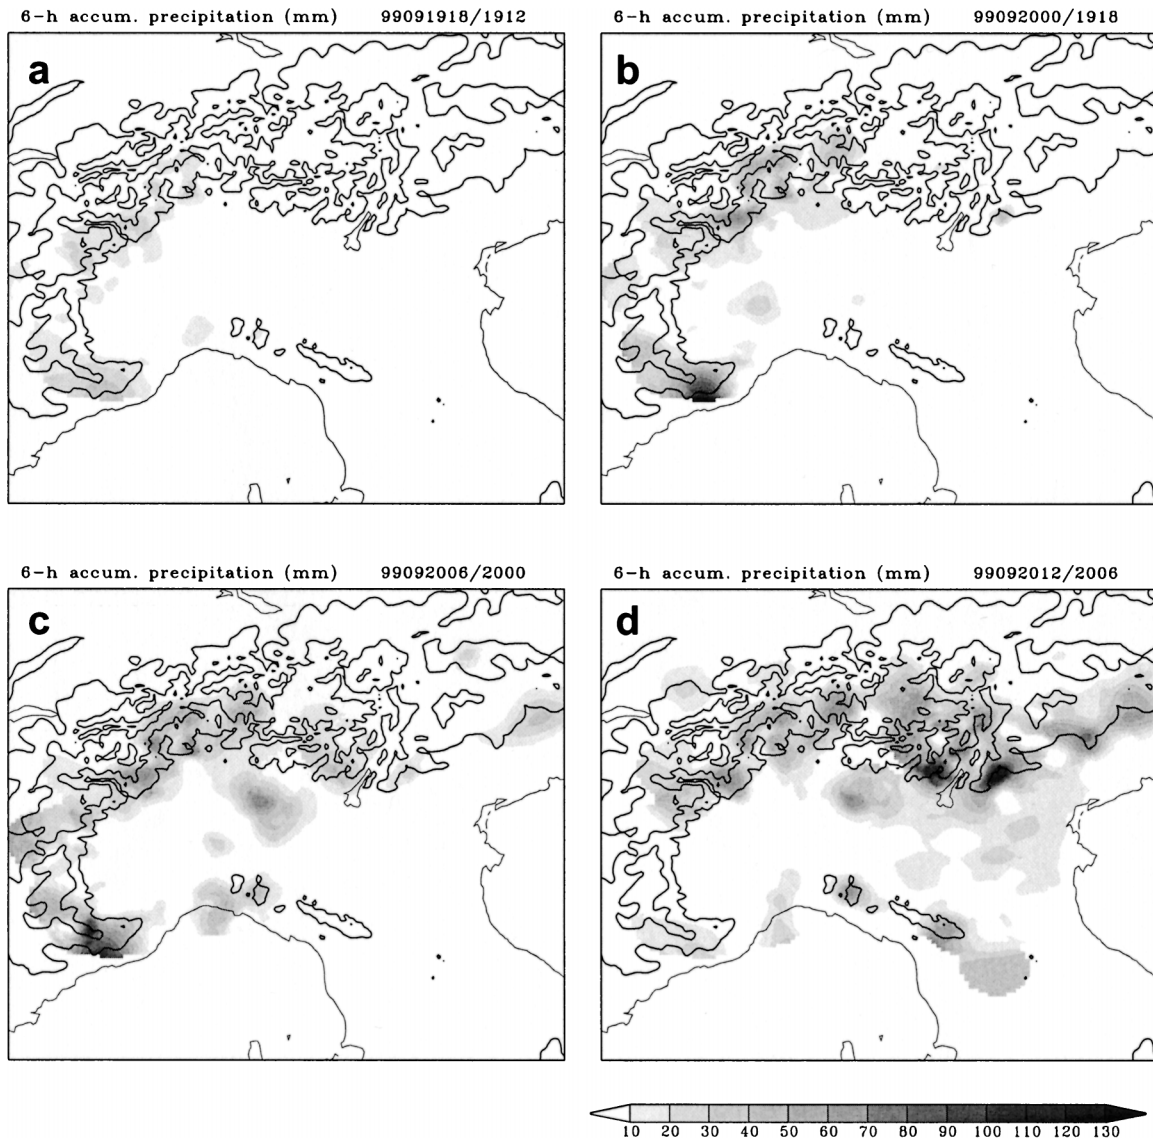 6-h accum. precipitation (mm) 99091918/1912
6-h accum. precipitation (mm) 99092000/1918
a
b
6-h accum. precipitation (mm) 99092006/2000
6-h accum. precipitation (mm) 99092012/2006
c
d
10 20 30 40 50 60 70 80 90 100 110 120 130